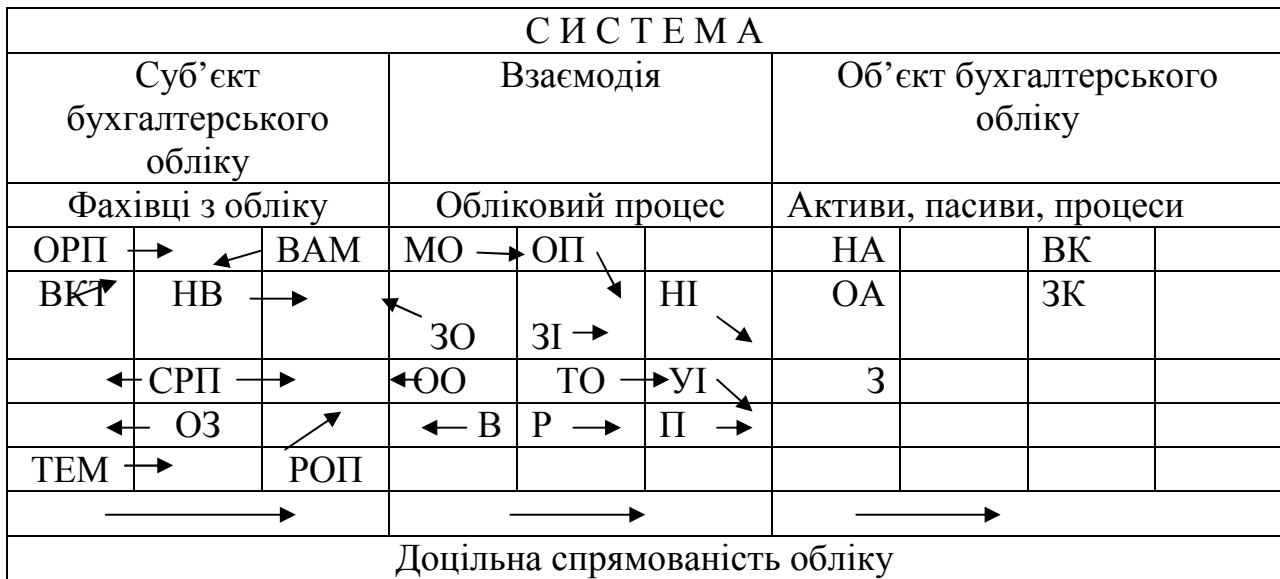 С И С Т Е М А
Суб’єкт
бухгалтерського
обліку
Взаємодія
Об’єкт бухгалтерського
обліку
Фахівці з обліку
Обліковий процес
Активи, пасиви, процеси
ОРП ВАМ МО ОП НА ВК
ВКТ НВ НІ ОА ЗК
ЗО ЗІ
СРП ОО ТО УІ З
ОЗ В Р П
ТЕМ РОП
Доцільна спрямованість обліку